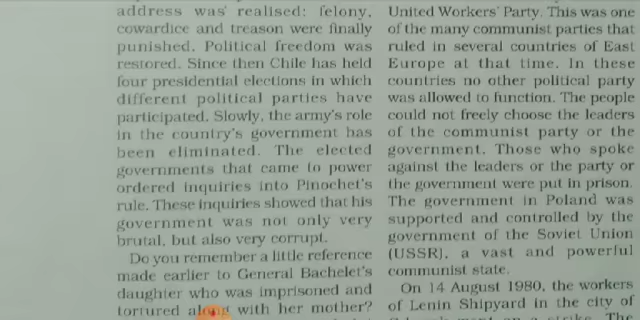 address was realised: felony,
cowardice and treason were finally
punished. Political freedom was
restored. Since then Chile has held
four presidential elections in which
different political parties have
participated. Slowly, the army's role
in the country's government has
been eliminated. The elected
governments that came to power
ordered inquiries into Pinochet's
rule. These inquiries showed that his
government was not only very
brutal, but also very corrupt.
Do you remember a little reference
made earlier to General Bachelet's
daughter who was imprisoned and
tortured along with her mother?
United Workers' Party. This was one
of the many communist parties that
ruled in several countries of East
Europe at that time. In these
countries no other political party
was allowed to function. The people
could not freely choose the leaders
of the communist party or the
government. Those who spoke
against the leaders or the party or
the government were put in prison.
The government in Poland was
supported and controlled by the
government of the Soviet Union
(USSR), a vast and powerful
communist state.
On 14 August 1980, the workers
of Lenin Shipyard in the city of
on a strike. The